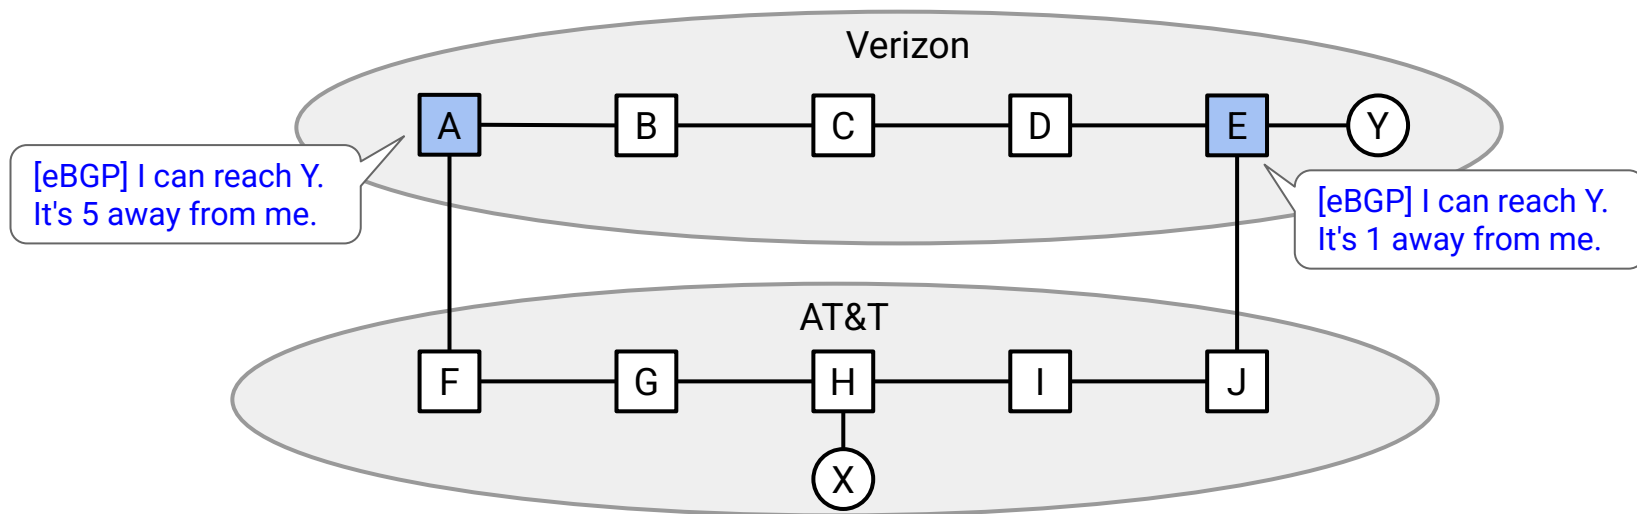 Verizon
A
B
C
D
E
Y
[eBGP] I can reach Y.
It's 5 away from me.
[eBGP] I can reach Y.
It's 1 away from me.
AT&T
F
G
H
I
J
X